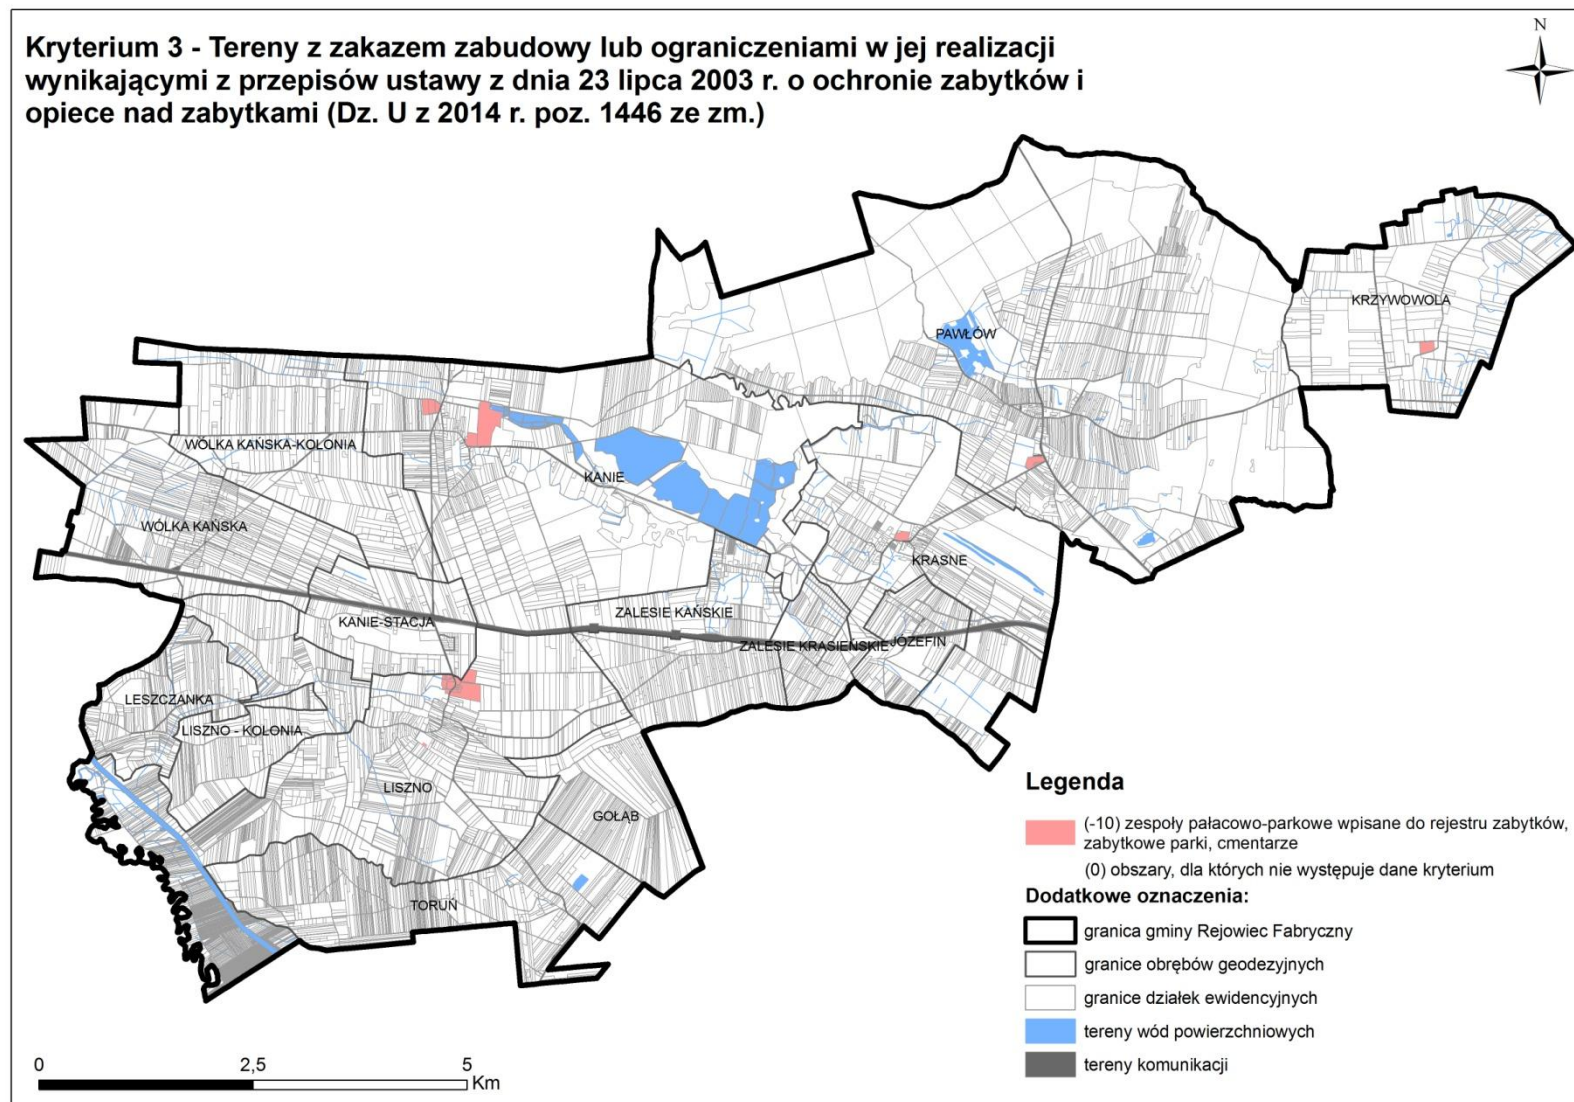 Kryterium 3 - Tereny z zakazem zabudowy lub ograniczeniami w jej realizacji
wynikającymi z przepisów ustawy z dnia 23 lipca 2003 r. o ochronie zabytków i
opiece nad zabytkami (Dz. U z 2014 r. poz. 1446 ze zm.)
N
KRZYWOWOLA
PAWŁÓW
WÓLKA KAŃSKA-KOLONIA
KANIE
WÓLKA KAŃSKA
KRASNE
ZALESIE KAŃSKIE
KANIE-STACJA
ZALESIE KRASIEŃSKIE
JÓZEFIN
LESZCZANKA
LISZNO - KOLONIA
LISZNO
GOŁĄB
TORUŃ
Legenda
(-10) zespoły pałacowo-parkowe wpisane do rejestru zabytków,
zabytkowe parki, cmentarze
(0) obszary, dla których nie występuje dane kryterium
Dodatkowe oznaczenia:
granica gminy Rejowiec Fabryczny
granice obrębów geodezyjnych
granice działek ewidencyjnych
tereny wód powierzchniowych
tereny komunikacji
0 2,5 5
Km